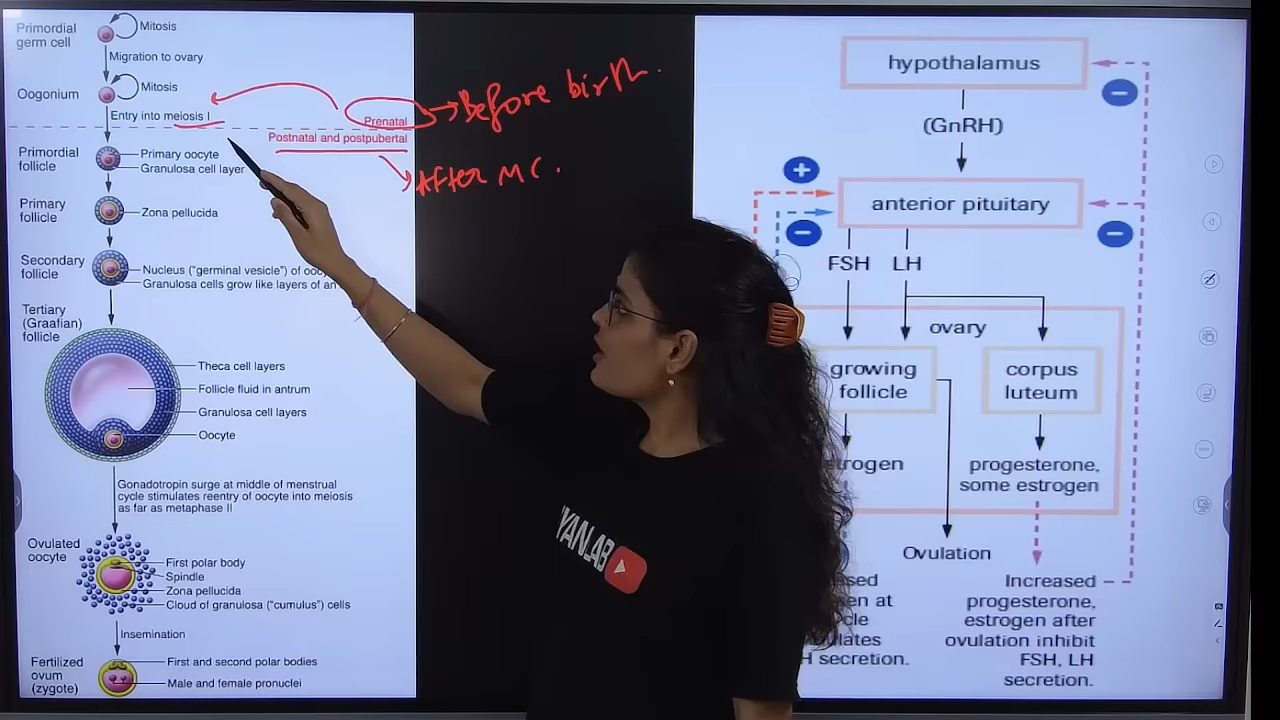 Primordial
germ cell
Mitosis
Migration to ovary
Oogonium
Mitosis
Entry into meiosis I
Prenatal
Before birth.
Postnatal and postpubertal
After MC.
Primordial
follicle
Primary oocyte
Granulosa cell layer
Primary
follicle
Zona pellucida
Secondary
follicle
Nucleus ("germinal vesicle") of
Granulosa cells grow like layers of
Tertiary
(Graafian)
follicle
Theca cell layers
Follicle fluid in antrum
Granulosa cell layers
Oocyte
Gonadotropin surge at middle of menstrual
cycle stimulates reentry of oocyte into meiosis
as far as metaphase II
Ovulated
oocyte
First polar body
Spindle
Zona pellucida
Cloud of granulosa ("cumulus") cells
Insemination
Fertilized
ovum
(zygote)
First and second polar bodies
Male and female pronuclei
YANLAB
hypothalamus
(GnRH)
anterior pituitary
FSH LH
ovary
growing
follicle
corpus
luteum
trogen
progesterone,
some estrogen
Ovulation
Increased
progesterone,
estrogen after
ovulation inhibit
FSH, LH
secretion.
H secretion.